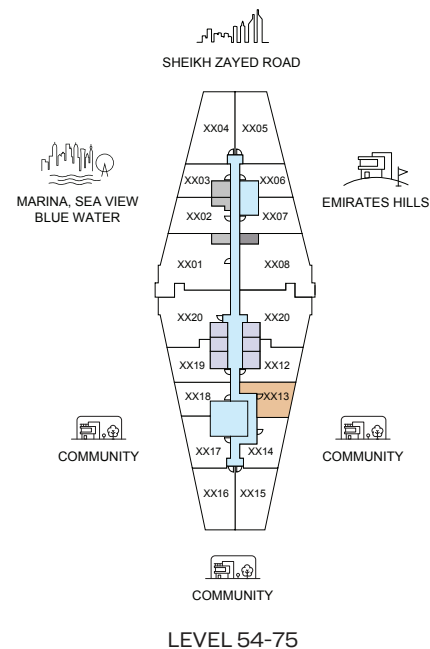 SHEIKH ZAYED ROAD
XX04 XX05
XX03 XX06
MARINA, SEA VIEW
BLUE WATER
EMIRATES HILLS
XX02 XX07
XX01 XX08
XX20 XX20
XX19 XX12
XX18 XX13
COMMUNITY
XX17 XX14
COMMUNITY
XX16 XX15
COMMUNITY
LEVEL 54-75